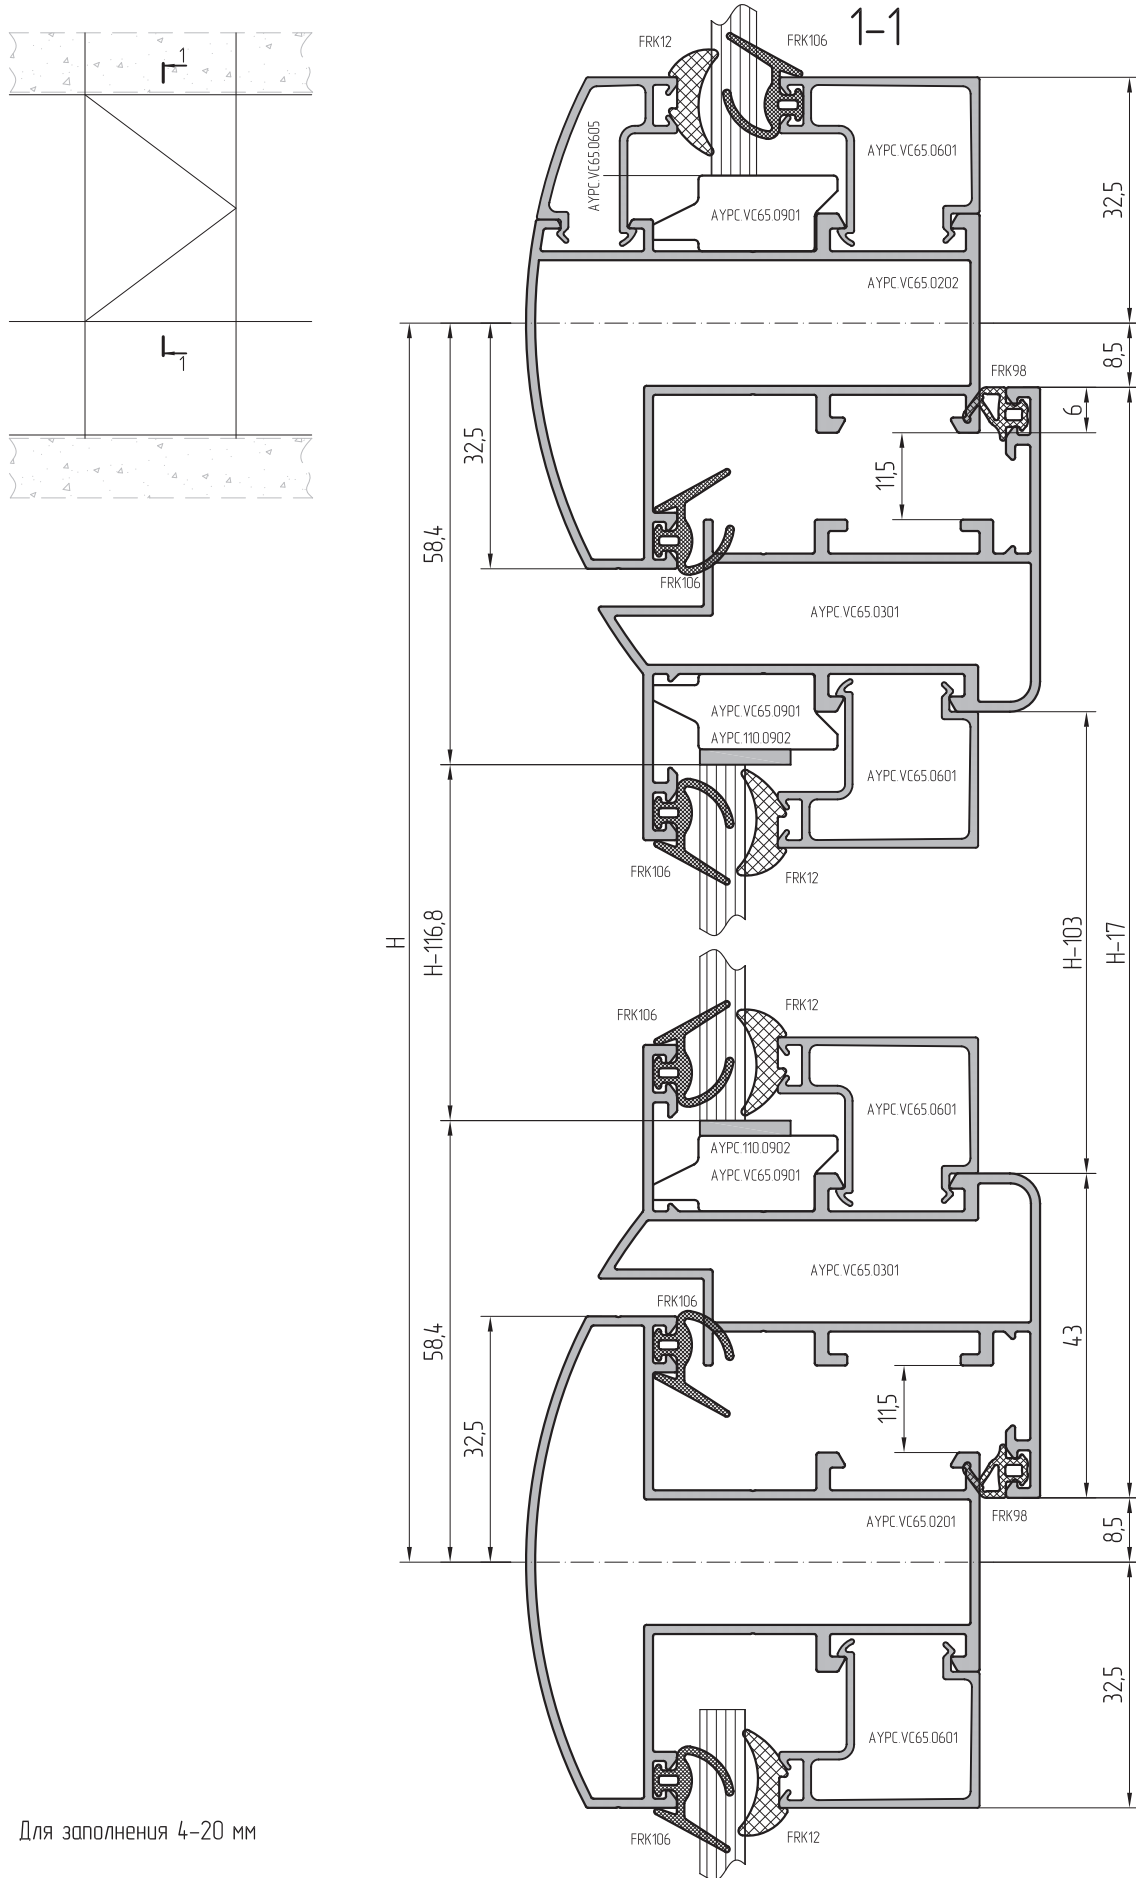 1-1
1
1
FRK12
FRK106
AYPC.VC65.0605
AYPC.VC65.0601
AYPC.VC65.0901
32,5
AYPC.VC65.0202
8,5
FRK98
6
32,5
11,5
58,4
FRK106
AYPC.VC65.0301
AYPC.VC65.0901
AYPC.110.0902
AYPC.VC65.0601
FRK106
FRK12
H
H-116,8
H-103
H-17
FRK106
FRK12
AYPC.VC65.0601
AYPC.110.0902
AYPC.VC65.0901
AYPC.VC65.0301
FRK106
58,4
43
32,5
11,5
AYPC.VC65.0201
FRK98
8,5
32,5
AYPC.VC65.0601
FRK106
FRK12
Для заполнения 4-20 мм